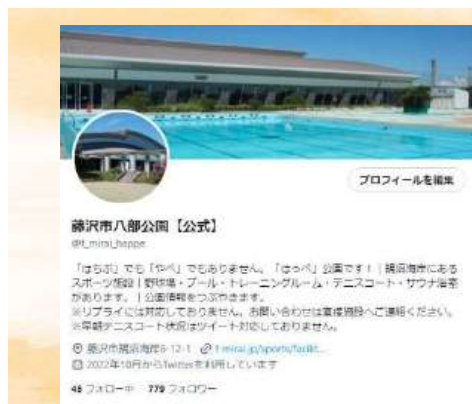 プロフィールを編集
藤沢市八部公園【公式】
@f_mirai_happe
「はちぶ」でも「やべ」でもありません。「はっぺ」公園です!|鵠沼海岸にある
スポーツ施設|野球場・プール・トレーニングルーム・テニスコート・サウナ浴室
があります。|公園情報をつぶやきます。
※リプライには対応しておりません。お問い合わせは直接施設へご連絡ください。
※早朝テニスコート状況はツイート対応しておりません。
藤沢市鵠沼海岸6-12-1 f-mirai.jp/sports/facilit...
2022年10月からTwitterを利用しています
45 フォロー中 779 フォロワー